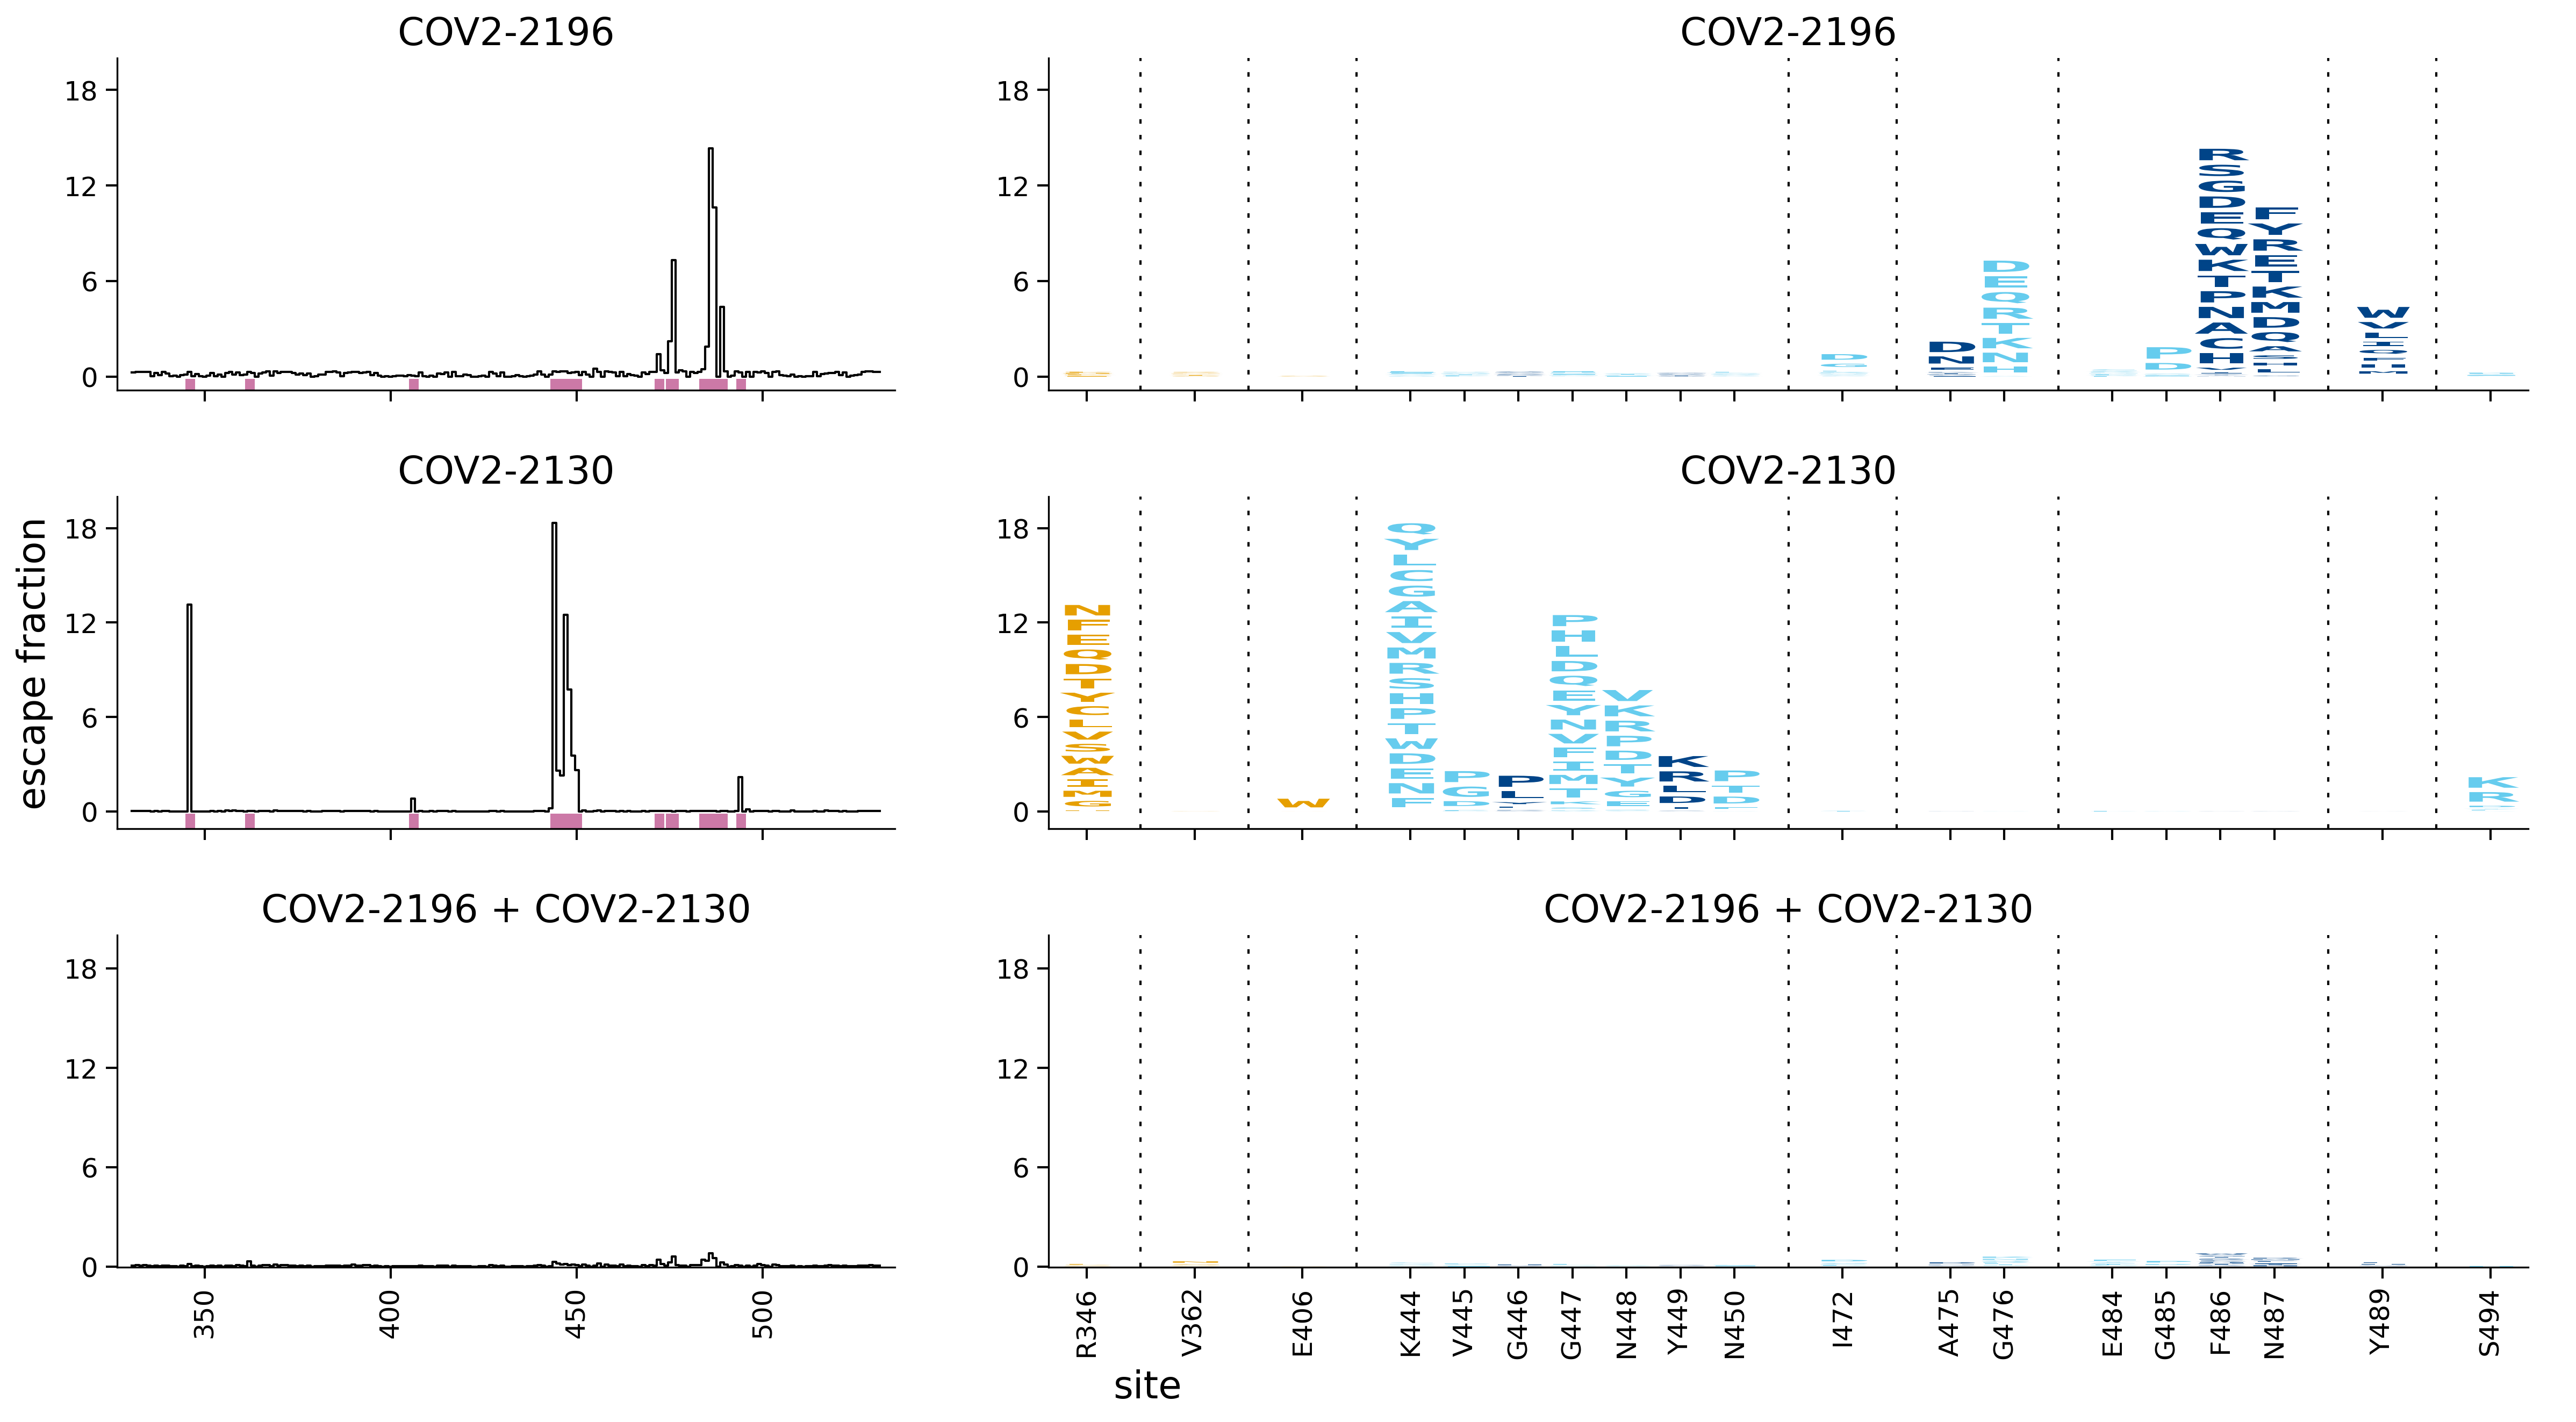 COV2-2196
COV2-2196
18
12
6
0
18
12
6
0
R
S
G
D
E
Q
W
K
T
P
N
A
C
H
F
Y
R
E
T
K
M
D
Q
A
D
E
Q
R
T
K
N
H
W
V
D
N
P
D
D
COV2-2130
COV2-2130
escape fraction
18
12
6
0
18
12
6
0
N
F
E
Q
D
T
Y
C
L
V
S
W
A
I
M
G
W
Q
Y
L
C
G
A
I
V
M
R
S
H
P
T
W
D
E
N
F
P
G
D
P
L
P
H
L
D
Q
E
Y
N
V
F
I
M
T
K
V
K
R
P
D
T
Y
G
E
K
R
L
D
P
T
D
K
R
COV2-2196 + COV2-2130
COV2-2196 + COV2-2130
18
12
6
0
18
12
6
0
350
400
450
500
R346
V362
E406
K444
V445
G446
G447
N448
Y449
N450
I472
A475
G476
E484
G485
F486
N487
Y489
S494
site